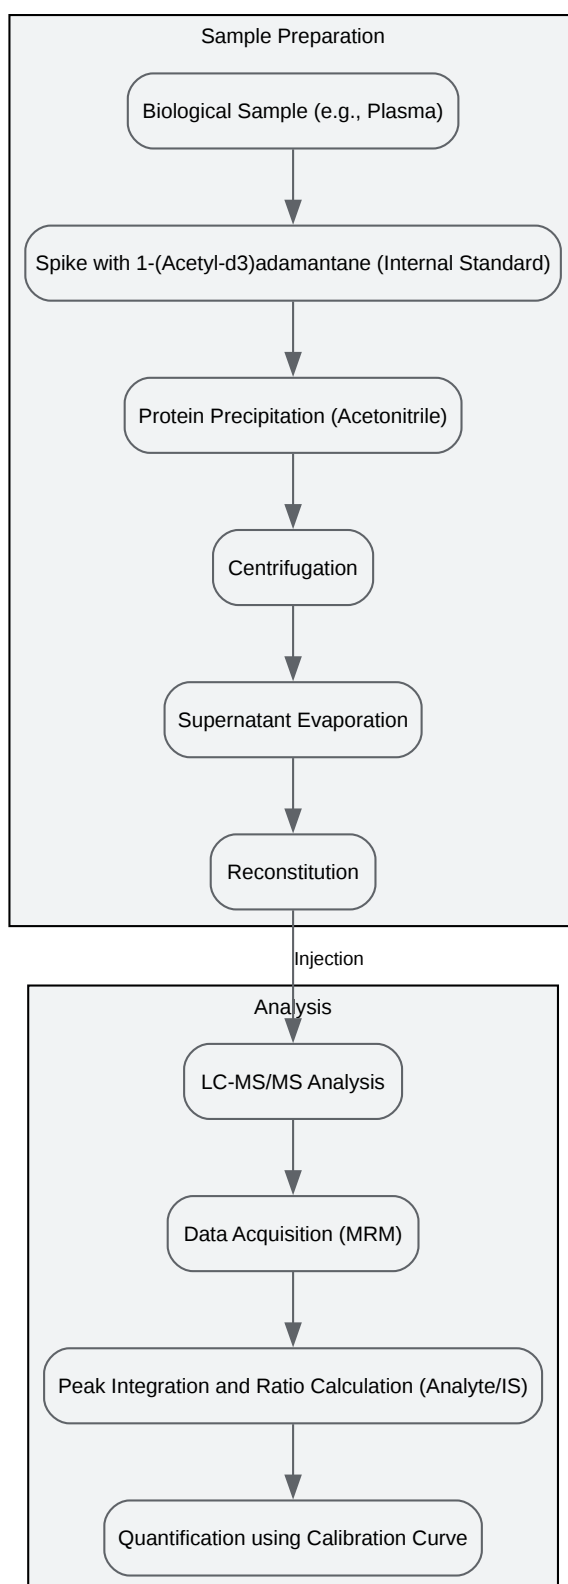 Sample Preparation
Biological Sample (e.g., Plasma)
Spike with 1-(Acetyl-d3)adamantane (Internal Standard)
Protein Precipitation (Acetonitrile)
Centrifugation
Supernatant Evaporation
Reconstitution
Injection
Analysis
LC-MS/MS Analysis
Data Acquisition (MRM)
Peak Integration and Ratio Calculation (Analyte/IS)
Quantification using Calibration Curve